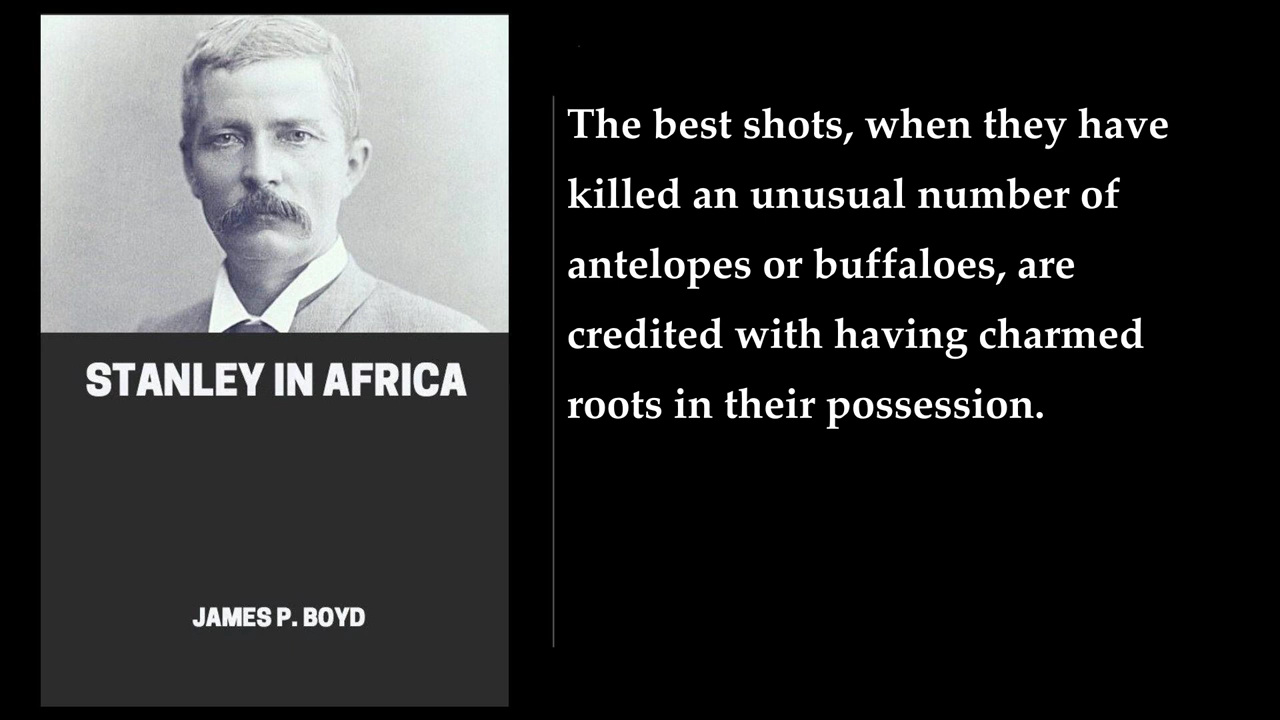 STANLEY IN AFRICA
JAMES P. BOYD
The best shots, when they have
killed an unusual number of
antelopes or buffaloes, are
credited with having charmed
roots in their possession.